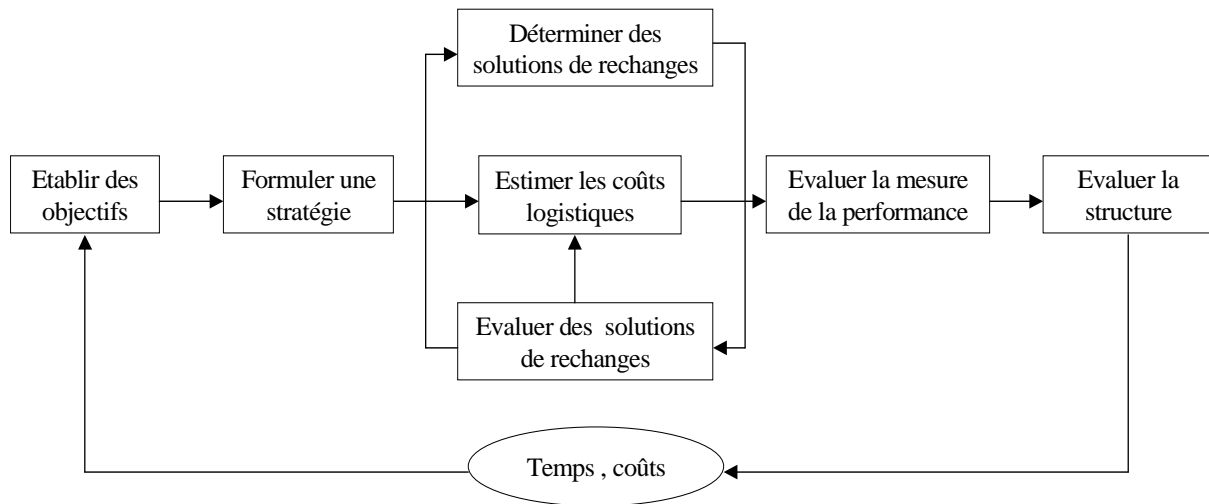 Déterminer des
solutions de rechanges
Etablir des
objectifs
Formuler une
stratégie
Estimer les coûts
logistiques
Evaluer la mesure
de la performance
Evaluer la
structure
Evaluer des  solutions
de rechanges
Temps , coûts